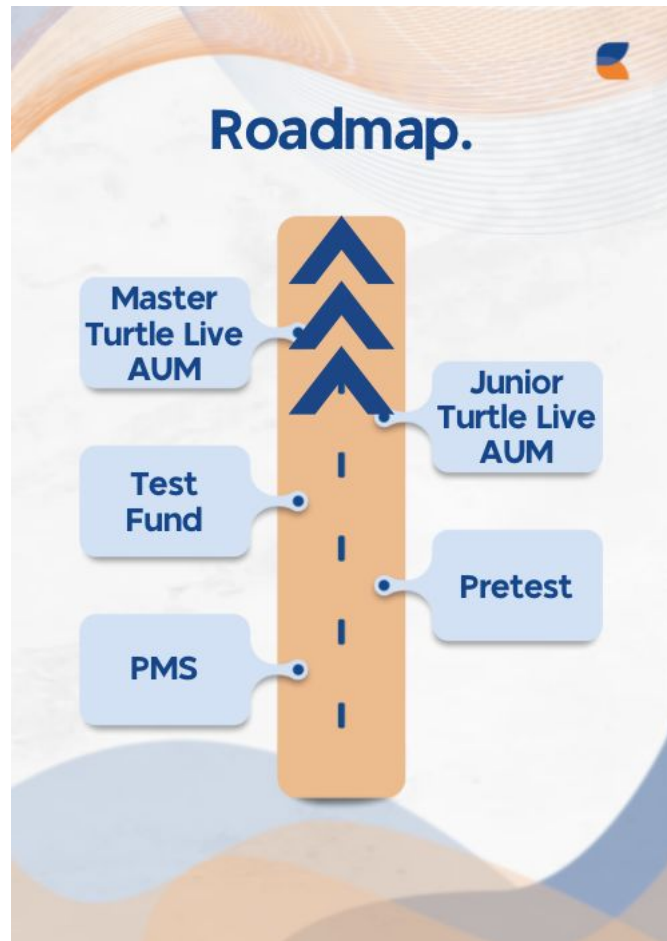 Roadmap.
Master
Turtle Live
AUM
Junior
Turtle Live
AUM
Test
Fund
Pretest
PMS